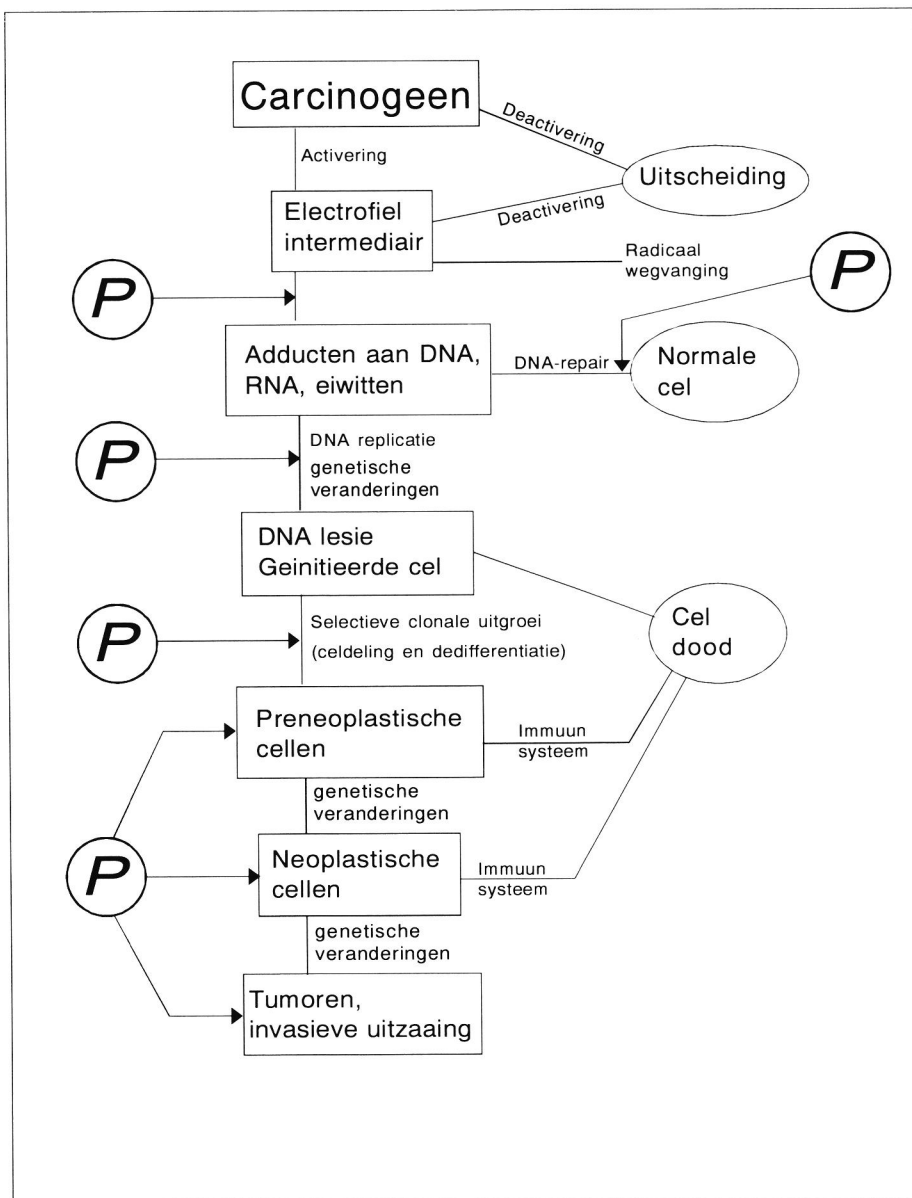 Carcinogeen
Deactivering
Activering
Uitscheiding
Electrofiel
intermediair
Deactivering
Radicaal
wegvanging
P
P
Adducten aan DNA,
RNA, eiwitten
DNA-repair
Normale
cel
P
DNA replicatie
genetische
veranderingen
DNA lesie
Geinitieerde cel
P
Selectieve clonale uitgroei
(celdeling en dedifferentiatie)
Cel
dood
Preneoplastische
cellen
Immuun
systeem
genetische
veranderingen
P
Neoplastische
cellen
Immuun
systeem
genetische
veranderingen
Tumoren,
invasieve uitzaaing